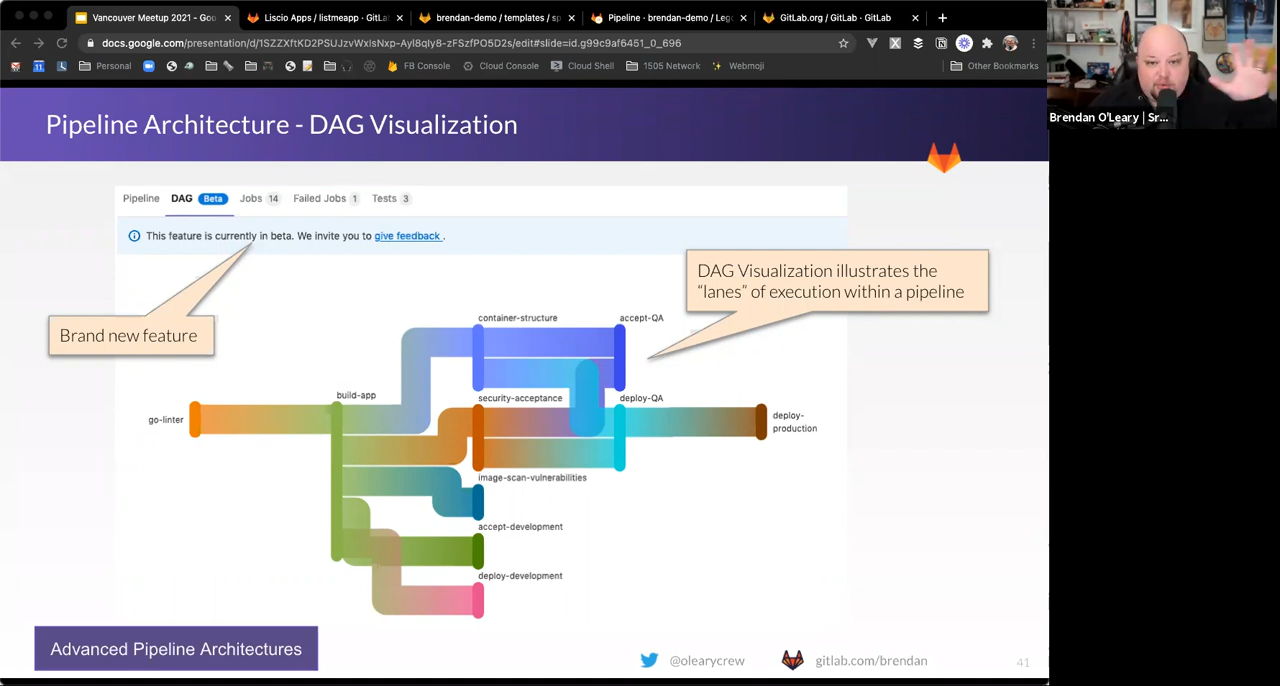 Vancouver Meetup 2021 - Goo
Liscio Apps / listmeapp · GitLa
brendan-demo / templates / sp
Pipeline · brendan-demo / Leg
GitLab.org / GitLab · GitLab
docs.google.com/presentation/d/1SZZXftKD2PSUJzvWxIsNxp-Ayl8qIy8-zFSzfPO5D2s/edit#slide=id.g99c9af6451_0_696
Personal
FB Console
Cloud Console
Cloud Shell
1505 Network
Webmoji
Other Bookmarks
Brendan O'Leary | Sr...
Pipeline Architecture - DAG Visualization
Pipeline DAG Beta Jobs 14 Failed Jobs 1 Tests 3
This feature is currently in beta. We invite you to give feedback.
DAG Visualization illustrates the
“lanes” of execution within a pipeline
Brand new feature
container-structure
accept-QA
build-app
security-acceptance
deploy-QA
go-linter
deploy-
production
image-scan-vulnerabilities
accept-development
deploy-development
Advanced Pipeline Architectures
@olearycrew
gitlab.com/brendan
41